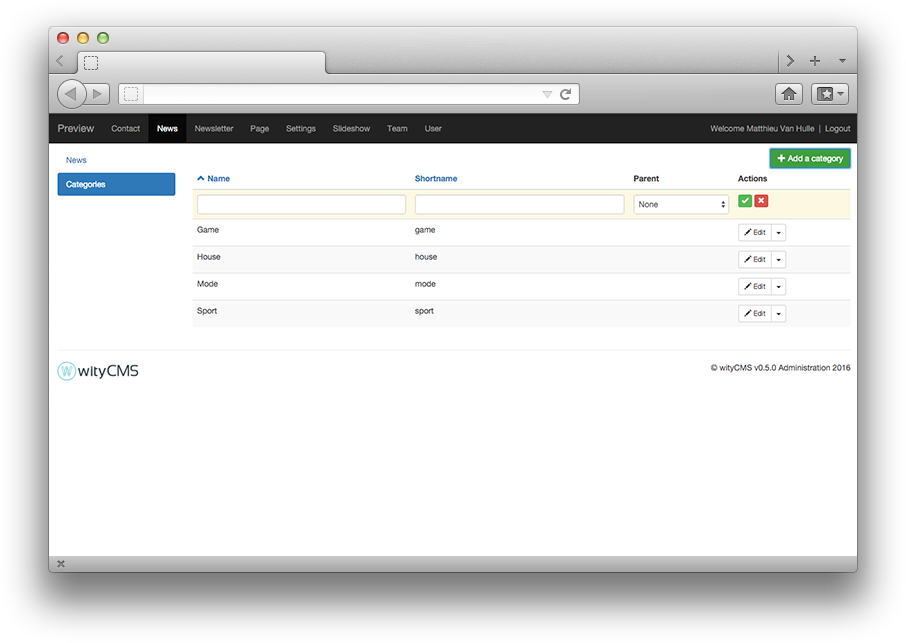 Preview Contact News Newsletter Page Settings Slideshow Team User Welcome Matthieu Van Hulle | Logout
News
Add a category
Categories
Name Shortname Parent Actions
None
Game game Edit
House house Edit
Mode mode Edit
Sport sport Edit
W wityCMS © wityCMS v0.5.0 Administration 2016